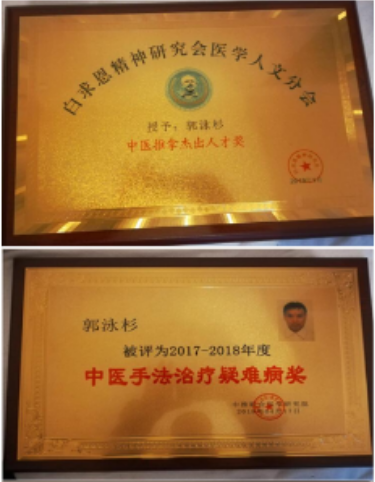 白求恩精神研究会医学人文分会
授予：郭泳杉
中医推拿杰出人才奖
郭泳杉
被评为2017-2018年度
中医手法治疗疑难病奖